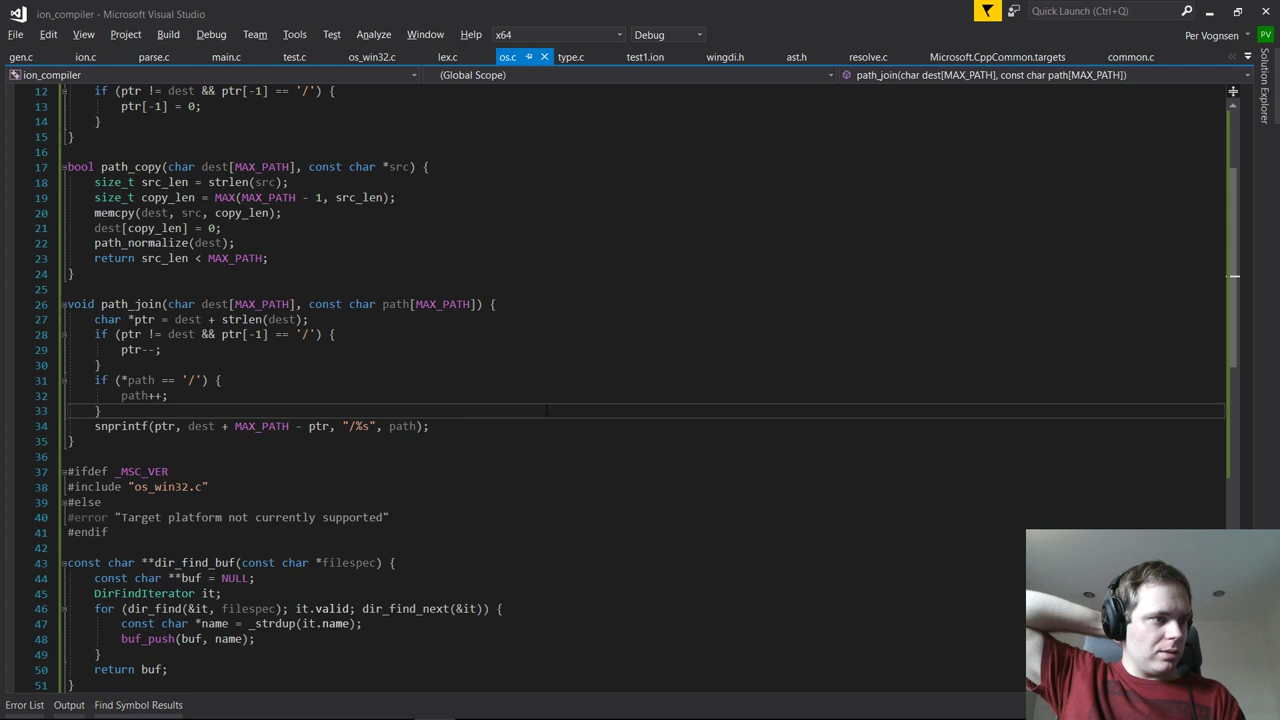 ion_compiler - Microsoft Visual Studio
Quick Launch (Ctrl+Q)
File Edit View Project Build Debug Team Tools Test Analyze Window Help x64 Debug Per Vognsen PV
gen.c ion.c parse.c main.c os_win32.c lex.c os.c type.c test1.ion wingdi.h ast.h resolve.c Microsoft.CppCommon.targets common.c
ion_compiler (Global Scope) path_join(char dest[MAX_PATH], const char path[MAX_PATH])
Solution Explorer
12 if (ptr != dest && ptr[-1] == '/') {
13 ptr[-1] = 0;
14 }
15 }
16
17 bool path_copy(char dest[MAX_PATH], const char *src) {
18 size_t src_len = strlen(src);
19 size_t copy_len = MAX(MAX_PATH - 1, src_len);
20 memcpy(dest, src, copy_len);
21 dest[copy_len] = 0;
22 path_normalize(dest);
23 return src_len < MAX_PATH;
24 }
25
26 void path_join(char dest[MAX_PATH], const char path[MAX_PATH]) {
27 char *ptr = dest + strlen(dest);
28 if (ptr != dest && ptr[-1] == '/') {
29 ptr--;
30 }
31 if (*path == '/') {
32 path++;
33 }
34 snprintf(ptr, dest + MAX_PATH - ptr, "/%s", path);
35 }
36
37 #ifdef _MSC_VER
38 #include "os_win32.c"
39 #else
40 #error "Target platform not currently supported"
41 #endif
42
43 const char **dir_find_buf(const char *filespec) {
44 const char **buf = NULL;
45 DirFindIterator it;
46 for (dir_find(&it, filespec); it.valid; dir_find_next(&it)) {
47 const char *name = _strdup(it.name);
48 buf_push(buf, name);
49 }
50 return buf;
51 }
Error List Output Find Symbol Results